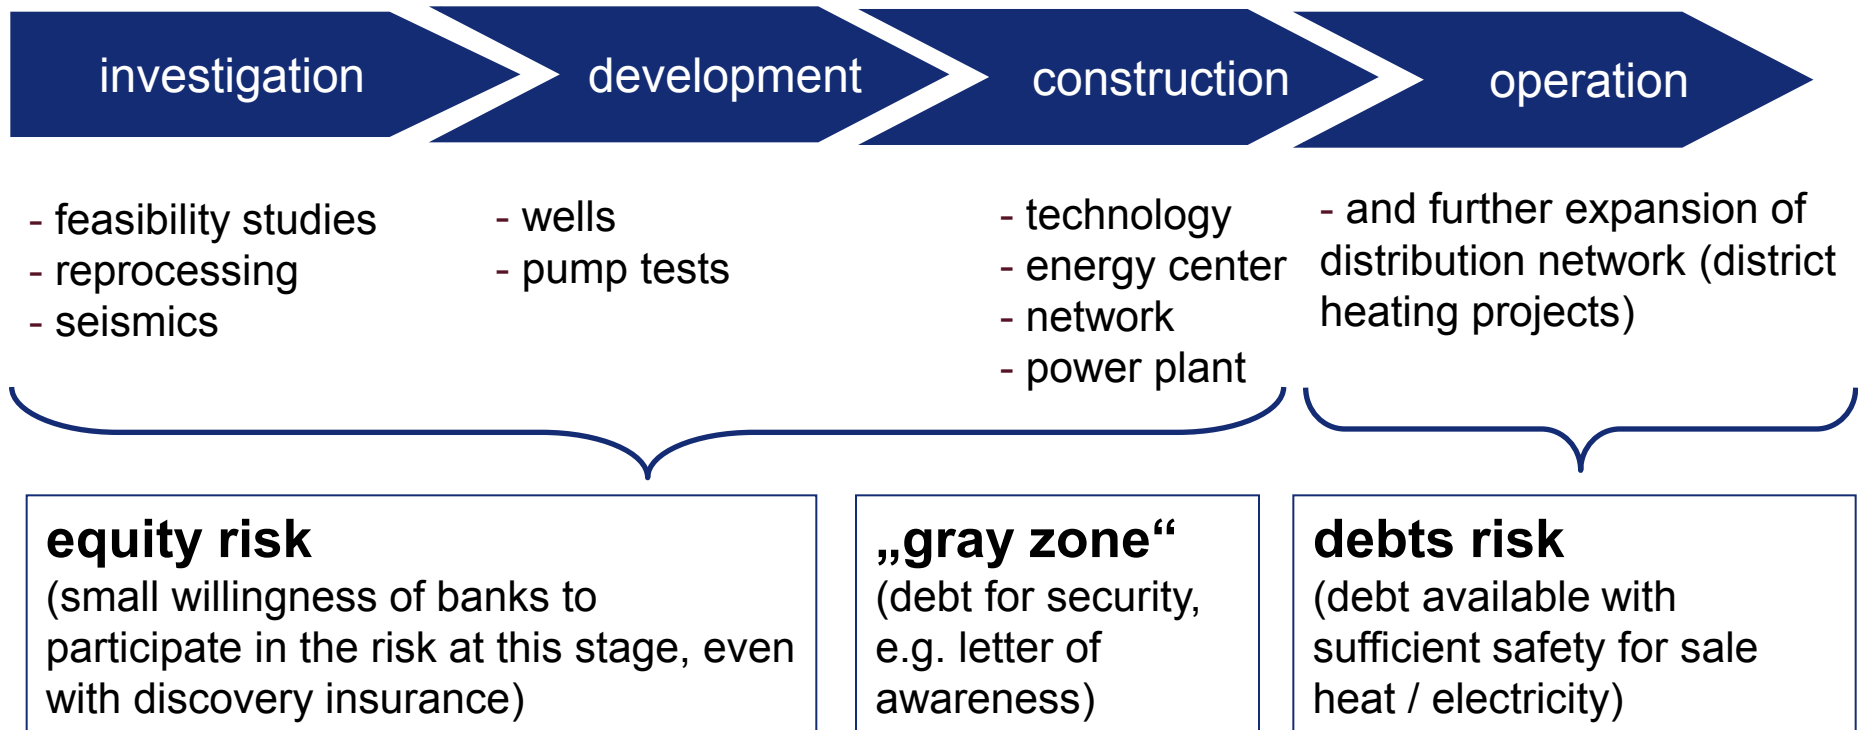 investigation
development
construction
operation
- feasibility studies
- reprocessing
- seismics
- wells
- pump tests
- technology
- energy center
- network
- power plant
- and further expansion of
distribution network (district
heating projects)
equity risk
(small willingness of banks to
participate in the risk at this stage, even
with discovery insurance)
„gray zone“
(debt for security,
e.g. letter of
awareness)
debts risk
(debt available with
sufficient safety for sale
heat / electricity)